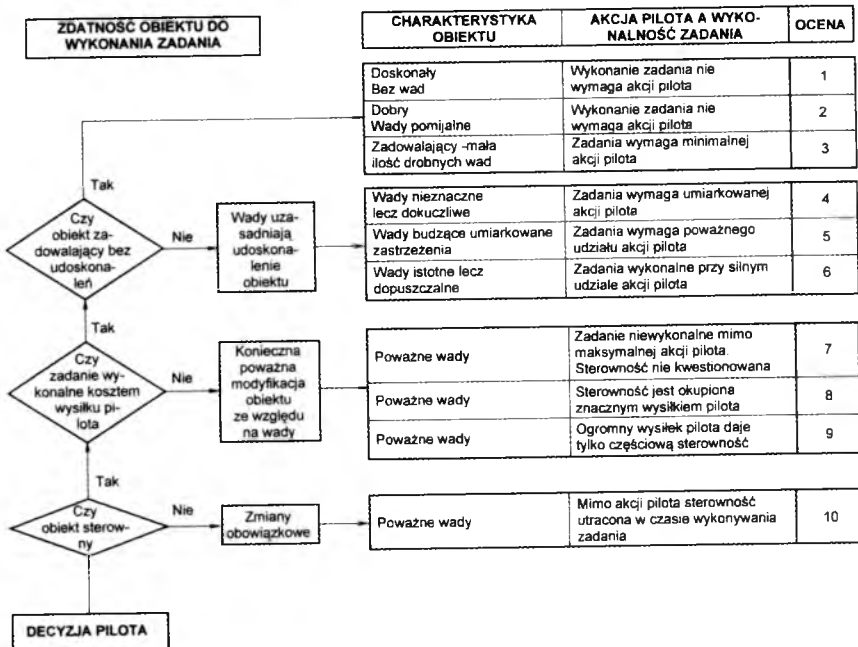 ZDATNOŚĆ OBIEKTU DO
WYKONANIA ZADANIA
CHARAKTERYSTYKA
OBIEKTU
AKCJA PILOTA A WYKO-
NALNOŚĆ ZADANIA
OCENA
Doskonały
Bez wad
Wykonanie zadania nie
wymaga akcji pilota
1
Dobry
Wady pomijalne
Wykonanie zadania nie
wymaga akcji pilota
2
Zadowalający -mała
ilość drobnych wad
Zadania wymaga minimalnej
akcji pilota
3
Tak
Czy
obiekt za-
dowalający bez
udoskona-
leń
Nie
Wady uza-
sadniają
udoskona-
lenie
obiektu
Wady nieznaczne
lecz dokuczliwe
Zadania wymaga umiarkowanej
akcji pilota
4
Wady budzące umiarkowane
zastrzeżenia
Zadania wymaga poważnego
udziału akcji pilota
5
Wady istotne lecz
dopuszczalne
Zadania wykonalne przy silnym
udziale akcji pilota
6
Tak
Czy
zadanie wy-
konalne kosztem
wysiłku pi-
lota
Nie
Konieczna
poważna
modyfikacja
obiektu
ze względu
na wady
Poważne wady
Zadanie niewykonalne mimo
maksymalnej akcji pilota.
Sterowność nie kwestionowana
7
Poważne wady
Sterowność jest okupiona
znacznym wysiłkiem pilota
8
Poważne wady
Ogromny wysiłek pilota daje
tylko częściową sterowność
9
Tak
Czy
obiekt sterow-
ny
Nie
Zmiany
obowiązkowe
Poważne wady
Mimo akcji pilota sterowność
utracona w czasie wykonywania
zadania
10
DECYZJA PILOTA